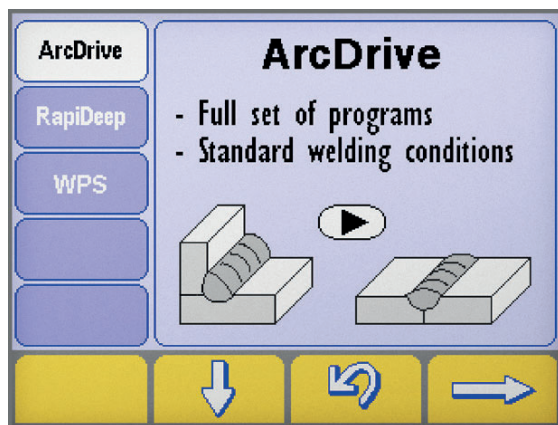 ArcDrive
RapiDeep
WPS
ArcDrive
- Full set of programs
- Standard welding conditions